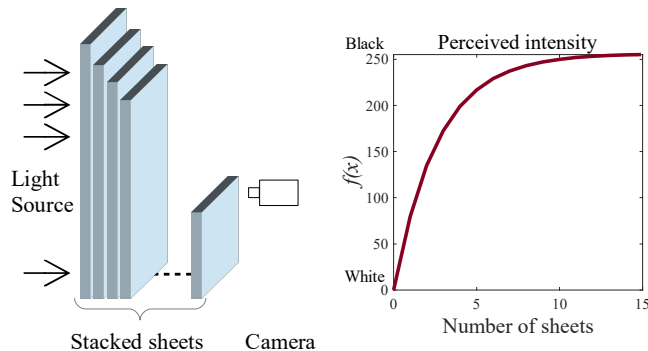 Light
Source
Stacked sheets
Camera
Black
Perceived intensity
250
200
150
100
50
White
0
f(x)
0
5
10
15
Number of sheets